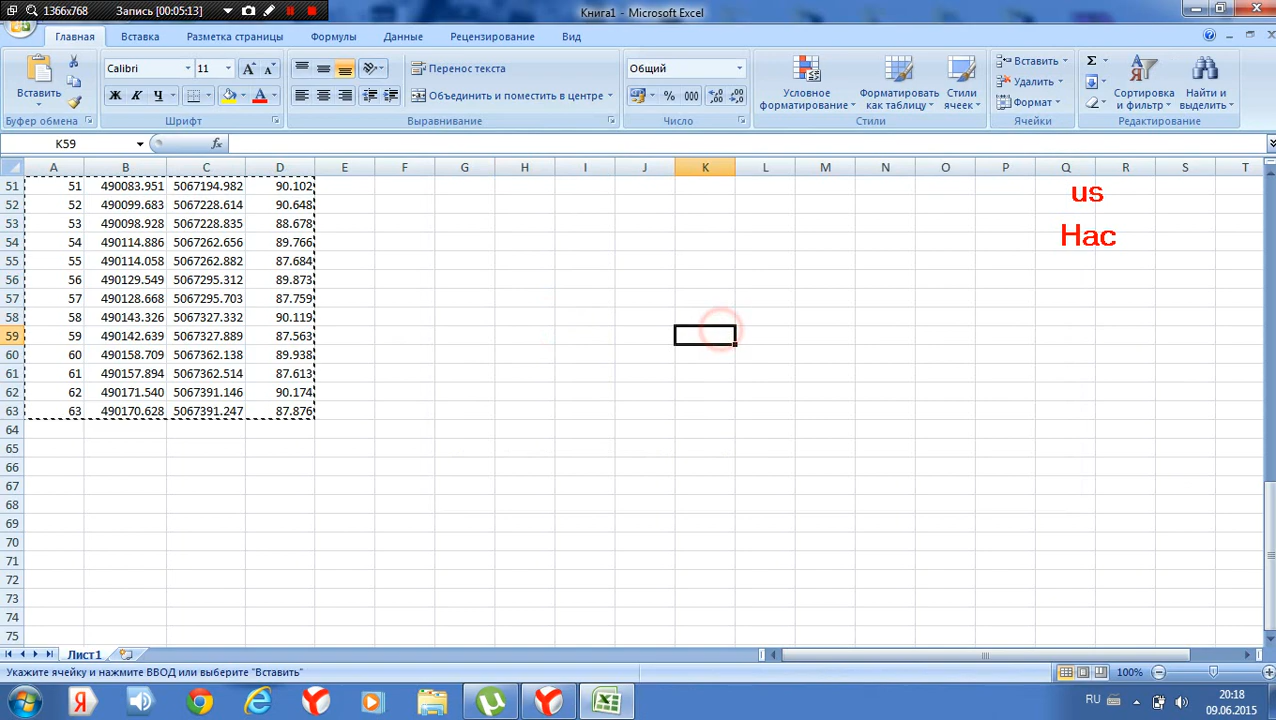 1366x768 Запись [00:05:13]
Книга1 - Microsoft Excel
Главная Вставка Разметка страницы Формулы Данные Рецензирование Вид
Вставить
Буфер обмена
Calibri 11
Ж К Ч
Шрифт
Перенос текста
Объединить и поместить в центре
Выравнивание
Общий
% 000
Число
Условное форматирование
Форматировать как таблицу
Стили ячеек
Стили
Вставить
Удалить
Формат
Ячейки
Σ
Сортировка и фильтр
Найти и выделить
Редактирование
K59 fx
A B C D E F G H I J K L M N O P Q R S T
51 51 490083.951 5067194.982 90.102
52 52 490099.683 5067228.614 90.648
53 53 490098.928 5067228.835 88.678
54 54 490114.886 5067262.656 89.766
55 55 490114.058 5067262.882 87.684
56 56 490129.549 5067295.312 89.873
57 57 490128.668 5067295.703 87.759
58 58 490143.326 5067327.332 90.119
59 59 490142.639 5067327.889 87.563
60 60 490158.709 5067362.138 89.938
61 61 490157.894 5067362.514 87.613
62 62 490171.540 5067391.146 90.174
63 63 490170.628 5067391.247 87.876
64
65
66
67
68
69
70
71
72
73
74
75
us
Нас
Лист1
Укажите ячейку и нажмите ВВОД или выберите "Вставить"
100%
RU
20:18
09.06.2015